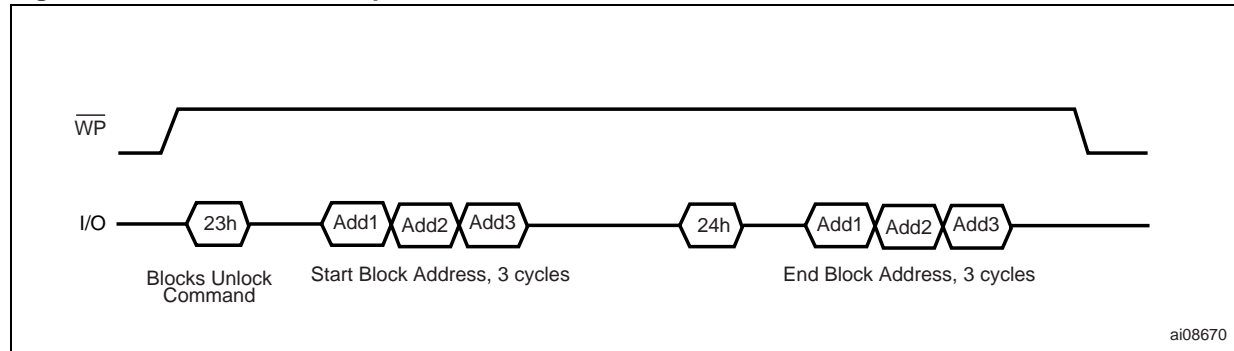 WP
I/O
23h
Add1
Add2
Add3
24h
Add1
Add2
Add3
Blocks Unlock
Command
Start Block Address, 3 cycles
End Block Address, 3 cycles
ai08670